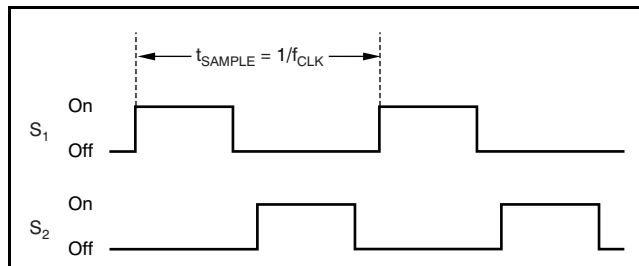 t_SAMPLE = 1/f_CLK
On
S_1
Off
On
S_2
Off